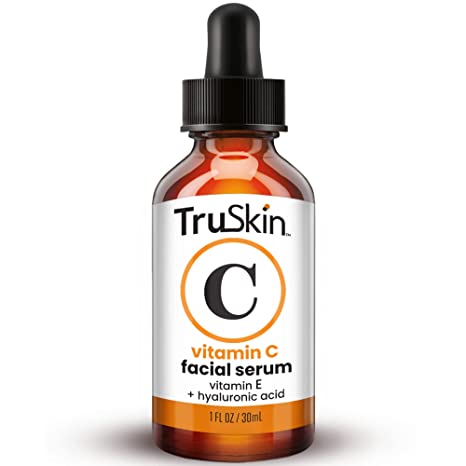 TruSkin™
C
vitamin C
facial serum
vitamin E
+ hyaluronic acid
1 FL OZ / 30mL